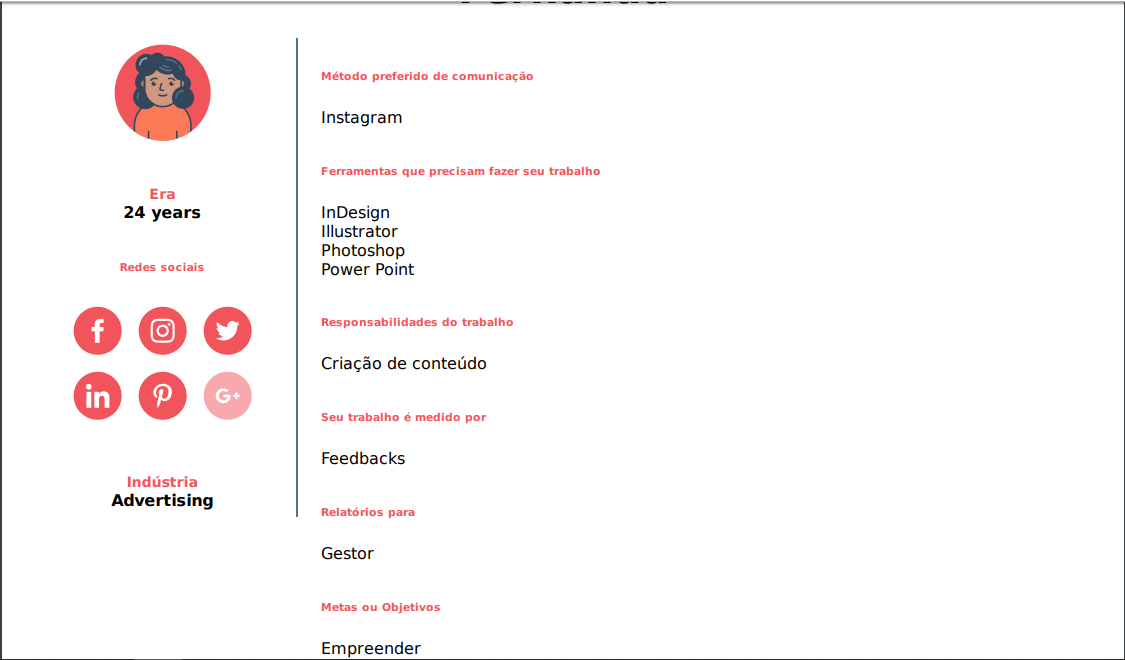 Era
24 years
Redes sociais
Indústria
Advertising
Método preferido de comunicação
Instagram
Ferramentas que precisam fazer seu trabalho
InDesign
Illustrator
Photoshop
Power Point
Responsabilidades do trabalho
Criação de conteúdo
Seu trabalho é medido por
Feedbacks
Relatórios para
Gestor
Metas ou Objetivos
Empreender